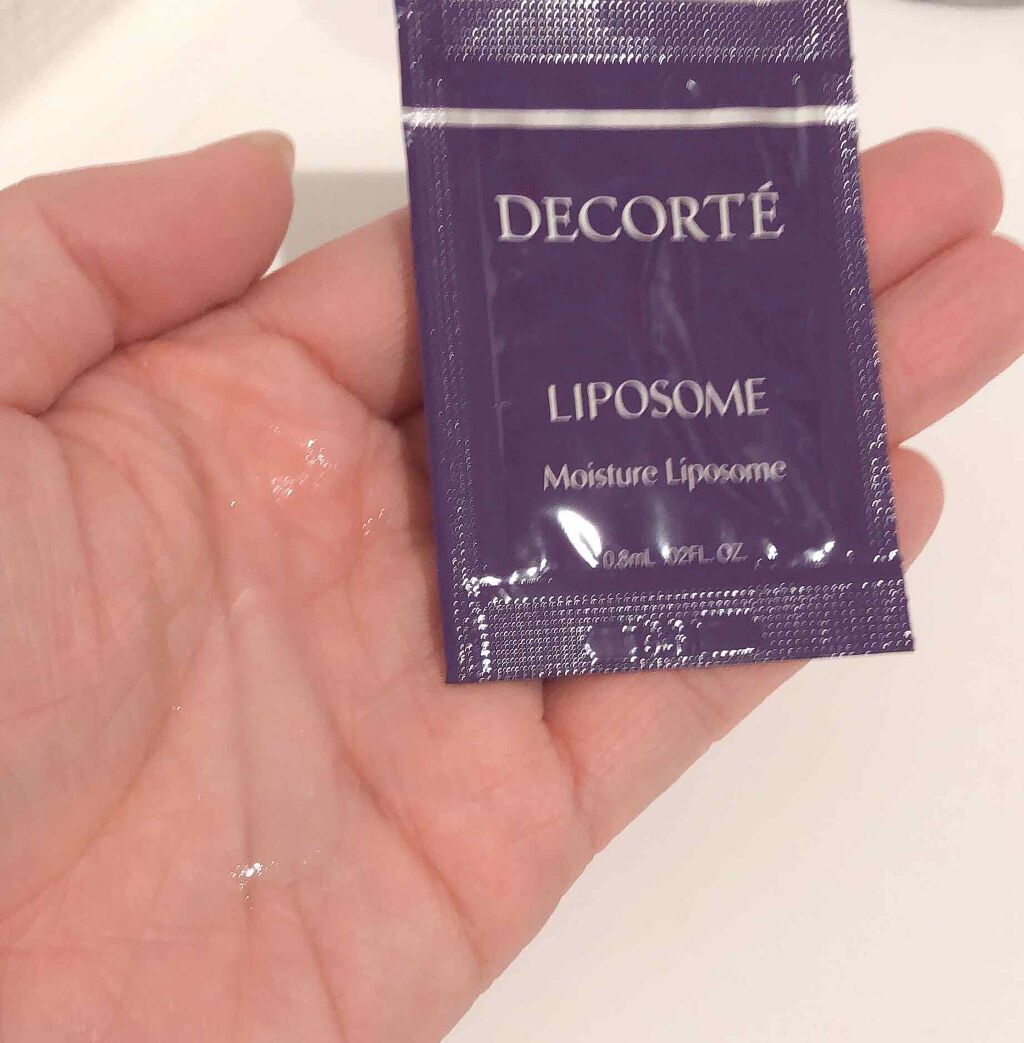 DECORTÉ
LIPOSOME
Moisture Liposome
0.8mL .02FL. OZ.